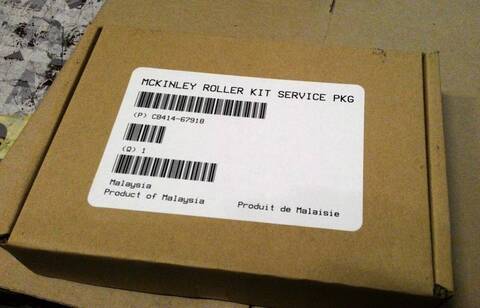 MCKINLEY ROLLER KIT SERVICE PKG
(P) CB414-67918
(Q) 1
Malaysia
Product of Malaysia Produit de Malaisie